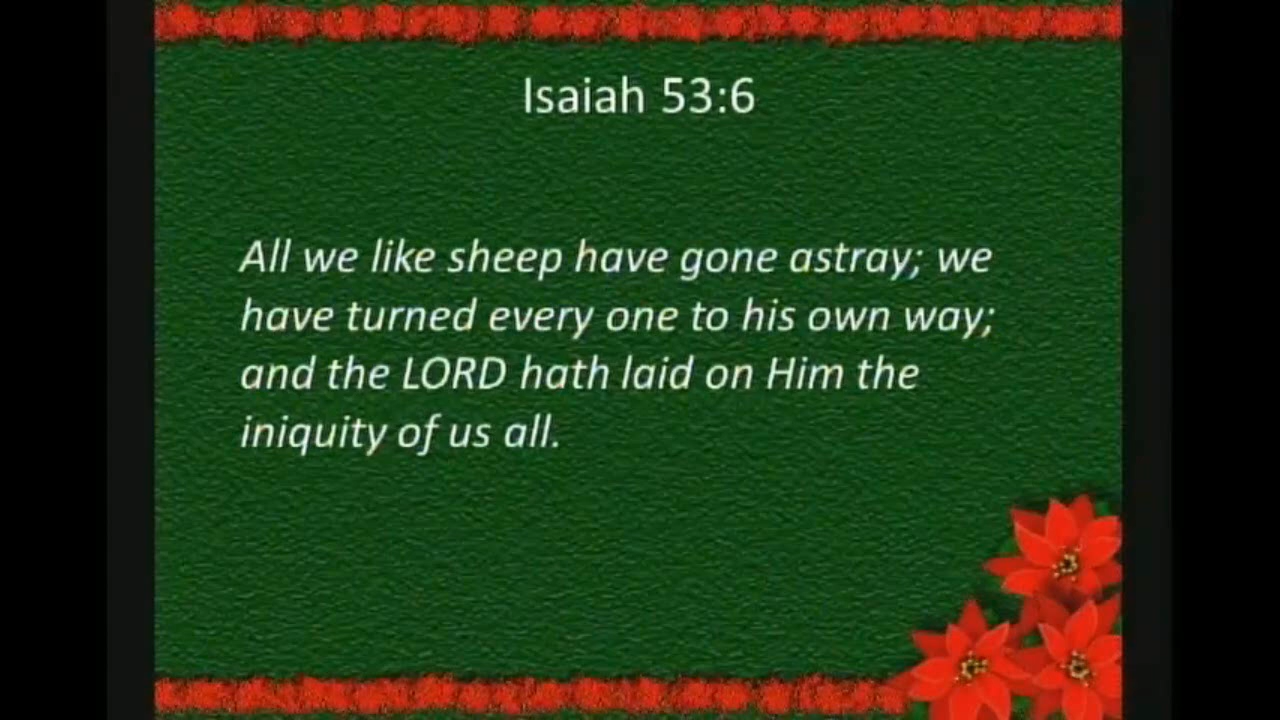 Isaiah 53:6
All we like sheep have gone astray; we
have turned every one to his own way;
and the LORD hath laid on Him the
iniquity of us all.